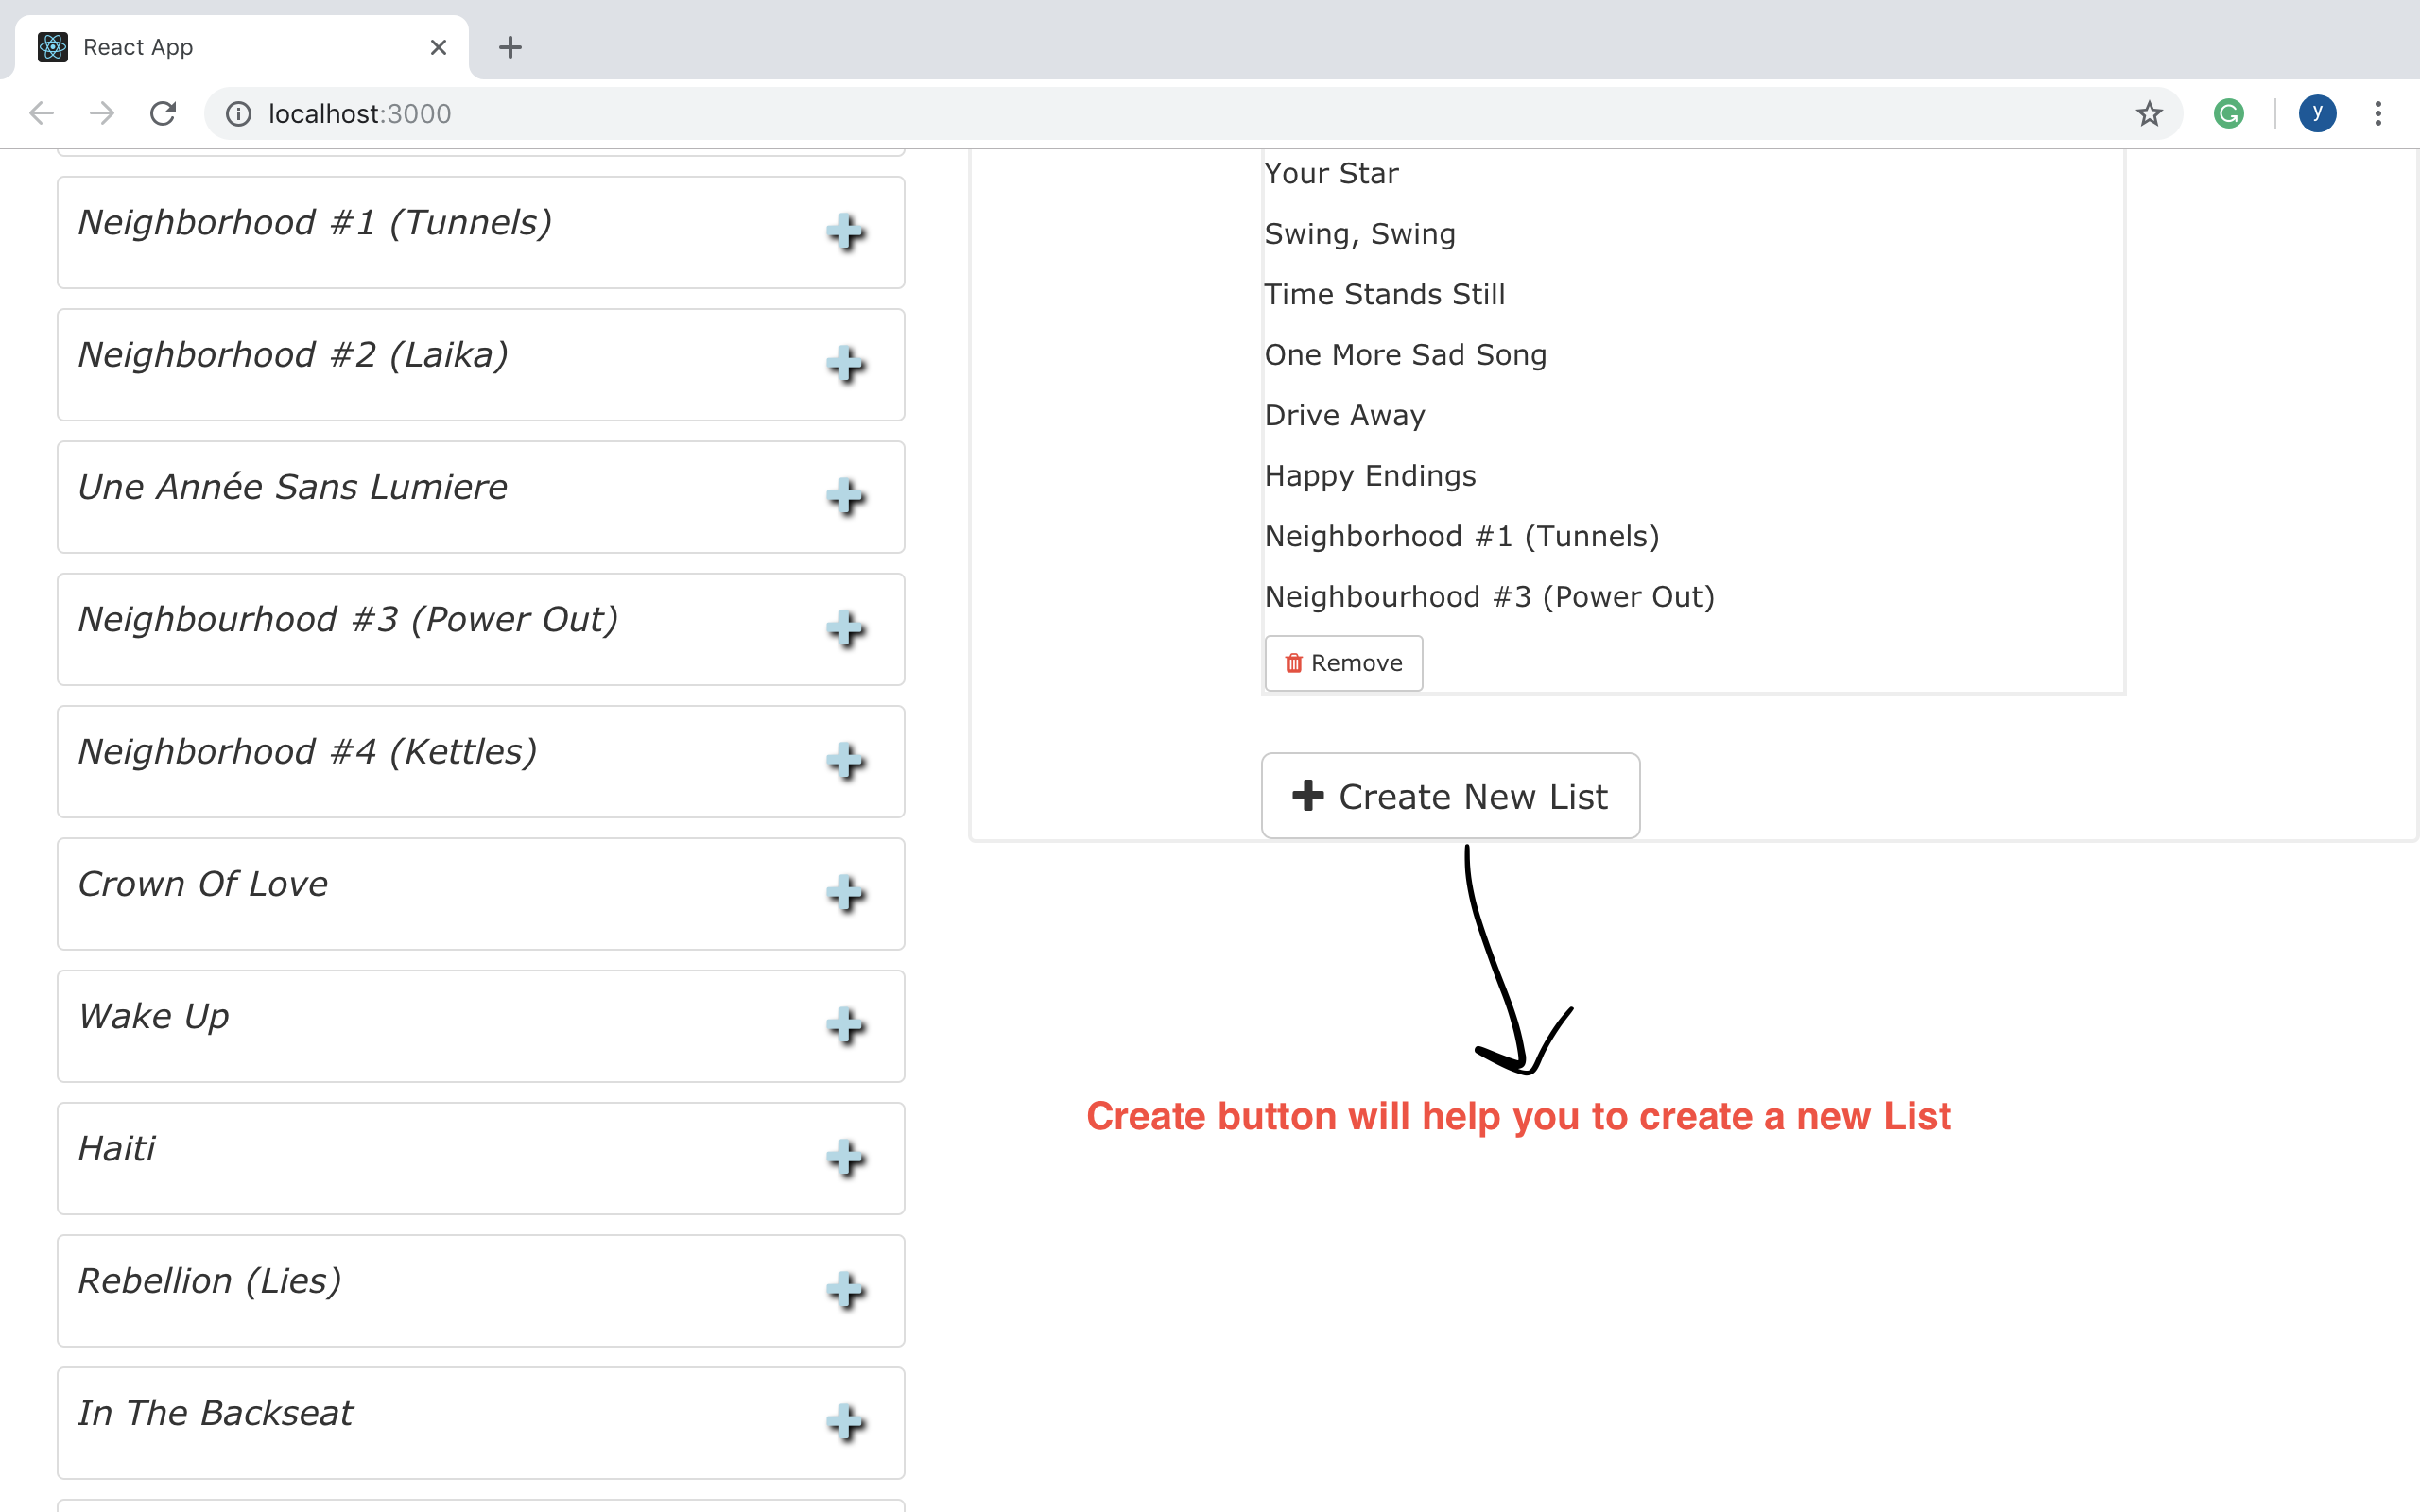 React App
localhost:3000
y
Neighborhood #1 (Tunnels)
Neighborhood #2 (Laika)
Une Année Sans Lumiere
Neighbourhood #3 (Power Out)
Neighborhood #4 (Kettles)
Crown Of Love
Wake Up
Haiti
Rebellion (Lies)
In The Backseat
Your Star
Swing, Swing
Time Stands Still
One More Sad Song
Drive Away
Happy Endings
Neighborhood #1 (Tunnels)
Neighbourhood #3 (Power Out)
Remove
Create New List
Create button will help you to create a new List